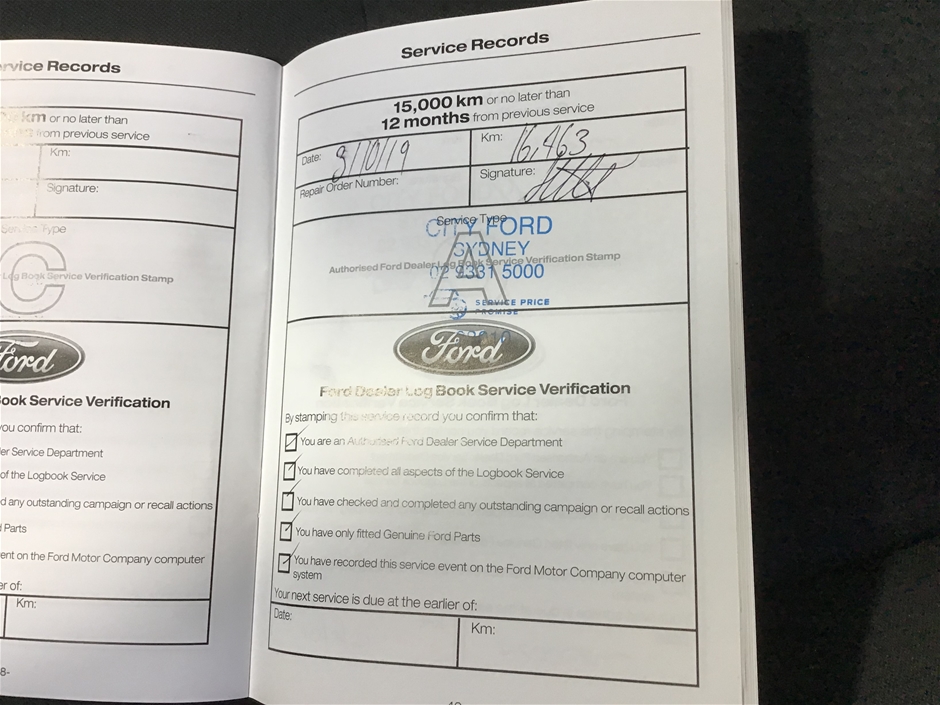 rvice Records
km or no later than
from previous service
Km:
Signature:
Service Type
C
Log Book Service Verification Stamp
Ford
Book Service Verification
you confirm that:
er Service Department
of the Logbook Service
d any outstanding campaign or recall actions
Parts
ent on the Ford Motor Company computer
er of:
Km:
8-
Service Records
15,000 km or no later than
12 months from previous service
Date: 3/10/19
Km: 16,463
Repair Order Number:
Signature:
Service Type
CITY FORD
SYDNEY
A
Authorised Ford Dealer Log Book Service Verification Stamp
02 9331 5000
SERVICE PRICE
PROMISE
Ford
Ford Dealer Log Book Service Verification
By stamping this service record you confirm that:
You are an Authorised Ford Dealer Service Department
You have completed all aspects of the Logbook Service
You have checked and completed any outstanding campaign or recall actions
You have only fitted Genuine Ford Parts
You have recorded this service event on the Ford Motor Company computer
system
Your next service is due at the earlier of:
Date:
Km: